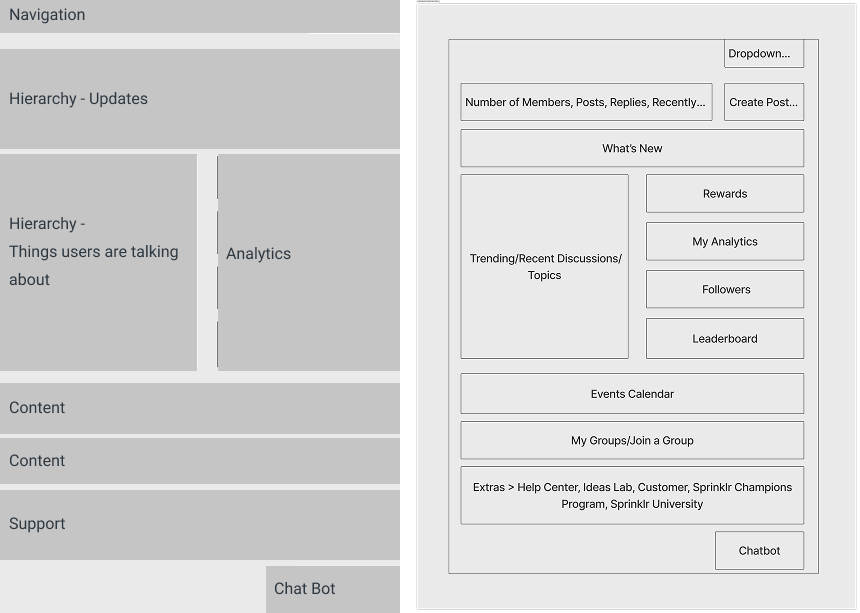 Navigation
Hierarchy - Updates
Hierarchy -
Things users are talking
about
Analytics
Content
Content
Support
Chat Bot
Dropdown...
Number of Members, Posts, Replies, Recently...
Create Post...
What's New
Trending/Recent Discussions/
Topics
Rewards
My Analytics
Followers
Leaderboard
Events Calendar
My Groups/Join a Group
Extras > Help Center, Ideas Lab, Customer, Sprinklr Champions
Program, Sprinklr University
Chatbot